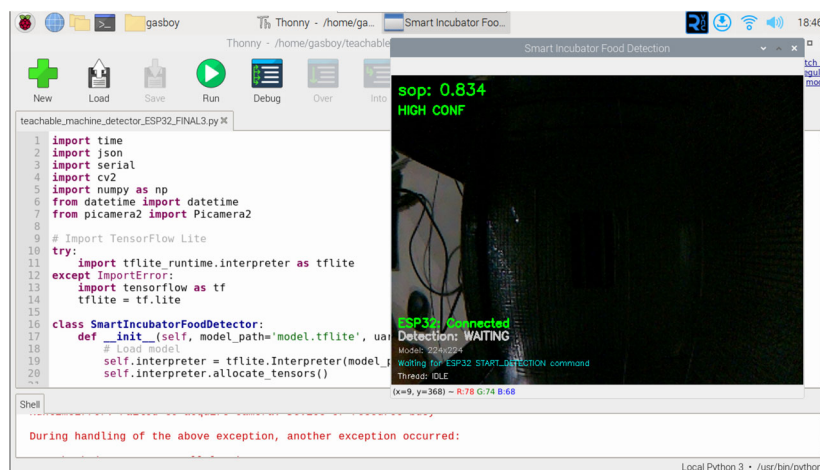 gasboy
Thonny - /home/ga...
Smart Incubator Foo...
18:46
Thonny - /home/gasboy/teachable
Smart Incubator Food Detection
New
Load
Save
Run
Debug
Over
Into
teachable_machine_detector_ESP32_FINAL3.py
1 import time
2 import json
3 import serial
4 import cv2
5 import numpy as np
6 from datetime import datetime
7 from picamera2 import Picamera2
8
9 # Import TensorFlow Lite
10 try:
11 import tflite_runtime.interpreter as tflite
12 except ImportError:
13 import tensorflow as tf
14 tflite = tf.lite
15
16 class SmartIncubatorFoodDetector:
17 def __init__(self, model_path='model.tflite', uar
18 # Load model
19 self.interpreter = tflite.Interpreter(model_p
20 self.interpreter.allocate_tensors()
sop: 0.834
HIGH CONF
ESP32: Connected
Detection: WAITING
Model: 224x224
Waiting for ESP32 START_DETECTION command
Thread: IDLE
(x=9, y=368) ~ R:78 G:74 B:68
Shell
During handling of the above exception, another exception occurred:
Local Python 3 • /usr/bin/python